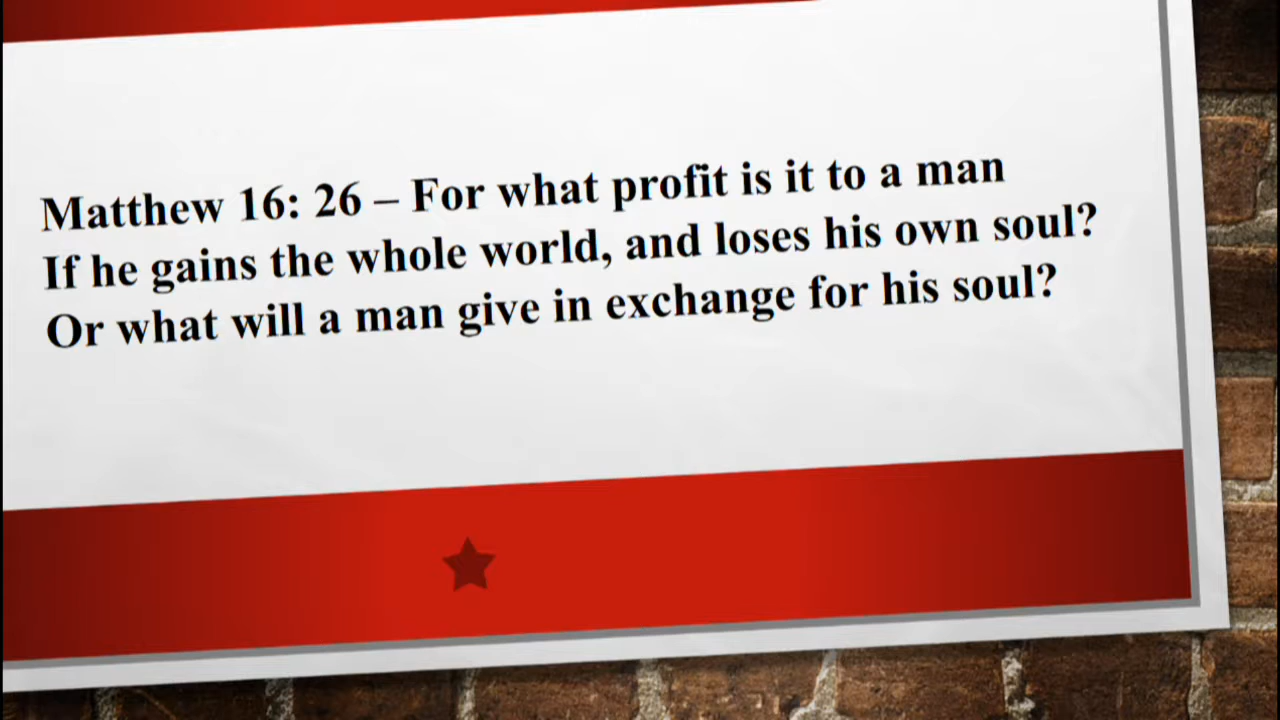 Matthew 16: 26 – For what profit is it to a man
If he gains the whole world, and loses his own soul?
Or what will a man give in exchange for his soul?